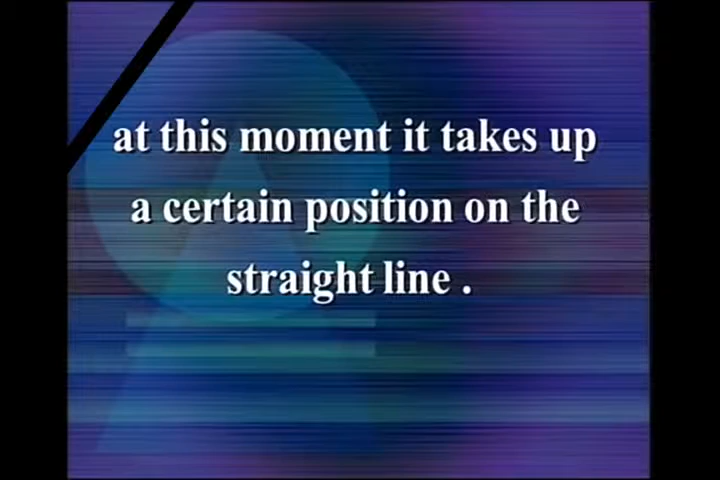 at this moment it takes up
a certain position on the
straight line .